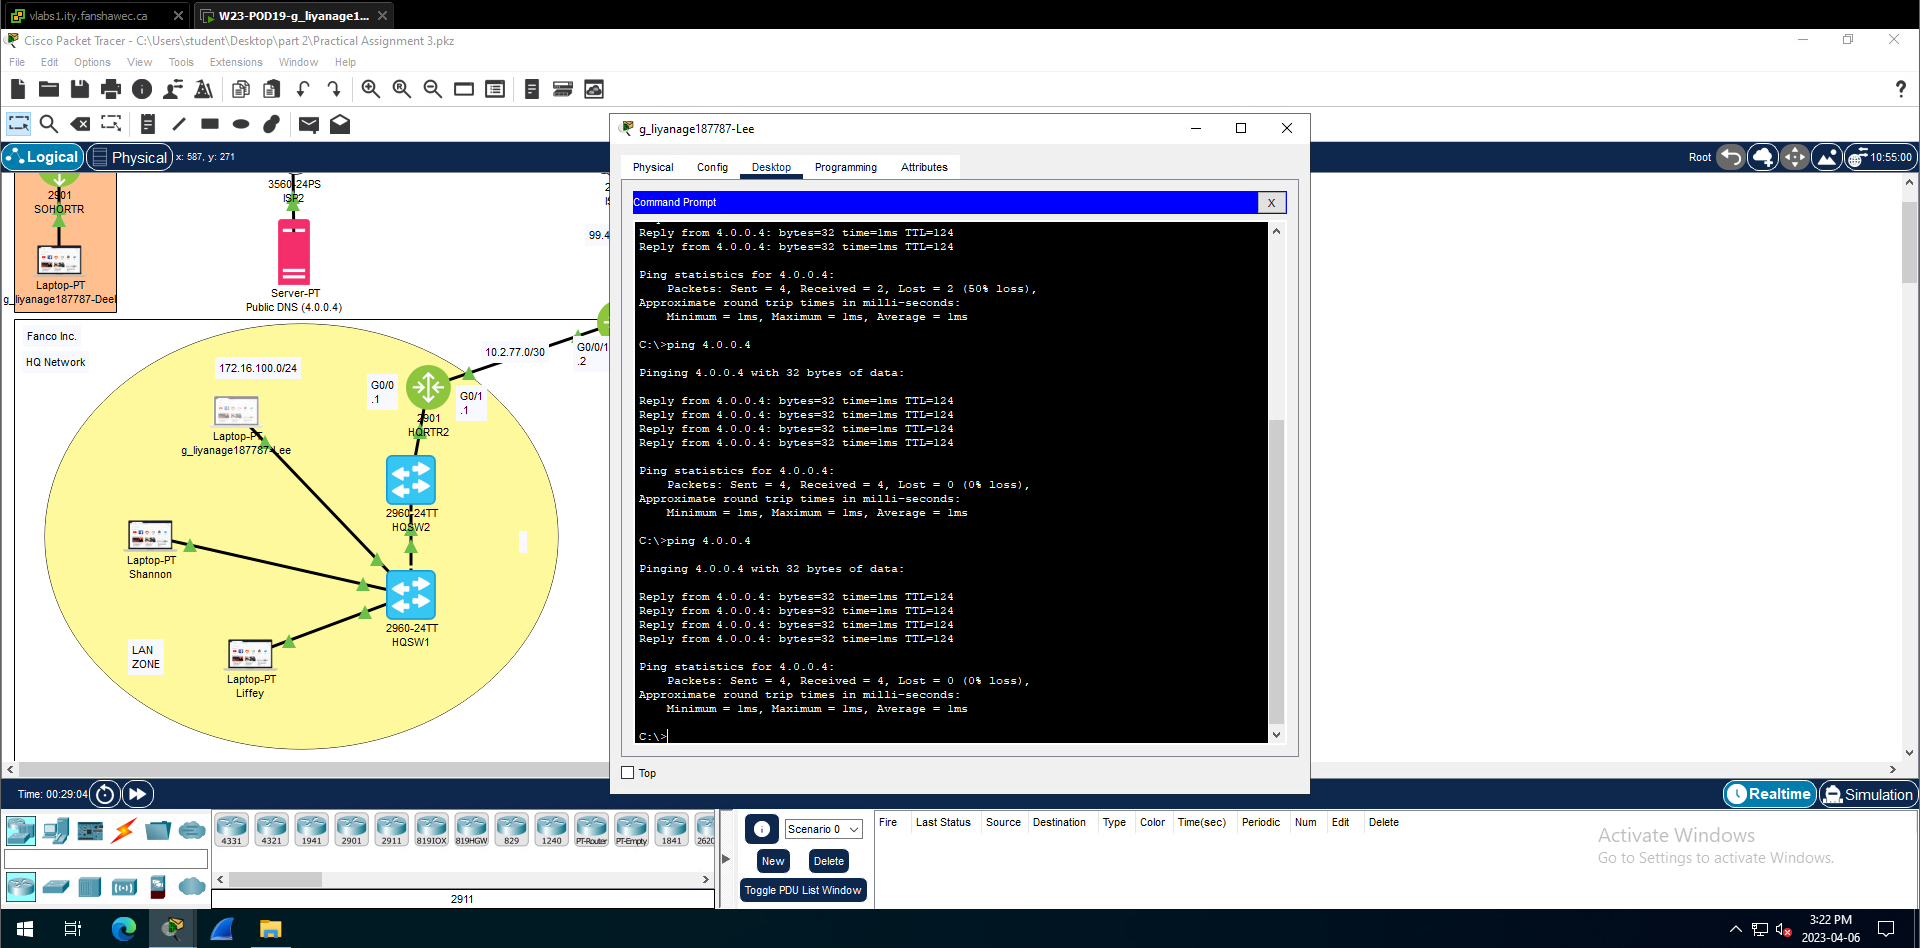 vlabs1.ity.fanshawec.ca
W23-POD19-g_liyanage1...
Cisco Packet Tracer - C:\Users\student\Desktop\part 2\Practical Assignment 3.pkz
File Edit Options View Tools Extensions Window Help
Logical
Physical
x: 587, y: 271
Root
10:55:00
2901
SOHORTR
Laptop-PT
g_liyanage187787-Deel
3560-24PS
ISP2
Server-PT
Public DNS (4.0.0.4)
99.4
Fanco Inc.
HQ Network
172.16.100.0/24
10.2.77.0/30
G0/0/1
.2
G0/0
.1
G0/1
.1
2901
HQRTR2
Laptop-PT
g_liyanage187787-Lee
2960-24TT
HQSW2
Laptop-PT
Shannon
2960-24TT
HQSW1
LAN
ZONE
Laptop-PT
Liffey
g_liyanage187787-Lee
Physical Config Desktop Programming Attributes
Command Prompt
X
Reply from 4.0.0.4: bytes=32 time=1ms TTL=124
Reply from 4.0.0.4: bytes=32 time=1ms TTL=124
Ping statistics for 4.0.0.4:
Packets: Sent = 4, Received = 2, Lost = 2 (50% loss),
Approximate round trip times in milli-seconds:
Minimum = 1ms, Maximum = 1ms, Average = 1ms
C:\>ping 4.0.0.4
Pinging 4.0.0.4 with 32 bytes of data:
Reply from 4.0.0.4: bytes=32 time=1ms TTL=124
Reply from 4.0.0.4: bytes=32 time=1ms TTL=124
Reply from 4.0.0.4: bytes=32 time=1ms TTL=124
Reply from 4.0.0.4: bytes=32 time=1ms TTL=124
Ping statistics for 4.0.0.4:
Packets: Sent = 4, Received = 4, Lost = 0 (0% loss),
Approximate round trip times in milli-seconds:
Minimum = 1ms, Maximum = 1ms, Average = 1ms
C:\>ping 4.0.0.4
Pinging 4.0.0.4 with 32 bytes of data:
Reply from 4.0.0.4: bytes=32 time=1ms TTL=124
Reply from 4.0.0.4: bytes=32 time=1ms TTL=124
Reply from 4.0.0.4: bytes=32 time=1ms TTL=124
Reply from 4.0.0.4: bytes=32 time=1ms TTL=124
Ping statistics for 4.0.0.4:
Packets: Sent = 4, Received = 4, Lost = 0 (0% loss),
Approximate round trip times in milli-seconds:
Minimum = 1ms, Maximum = 1ms, Average = 1ms
C:\>
Top
Time: 00:29:04
Realtime
Simulation
4331 4321 1941 2901 2911 819IOX 819HGW 829 1240 PT-Router PT-Empty 1841 2620
2911
Scenario 0
New
Delete
Toggle PDU List Window
Fire Last Status Source Destination Type Color Time(sec) Periodic Num Edit Delete
Activate Windows
Go to Settings to activate Windows.
3:22 PM
2023-04-06